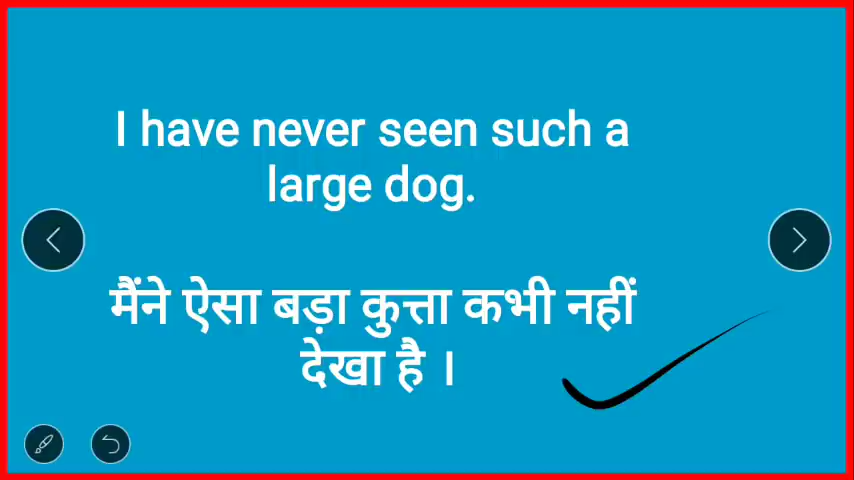 I have never seen such a
large dog.
मैंने ऐसा बड़ा कुत्ता कभी नहीं
देखा है ।